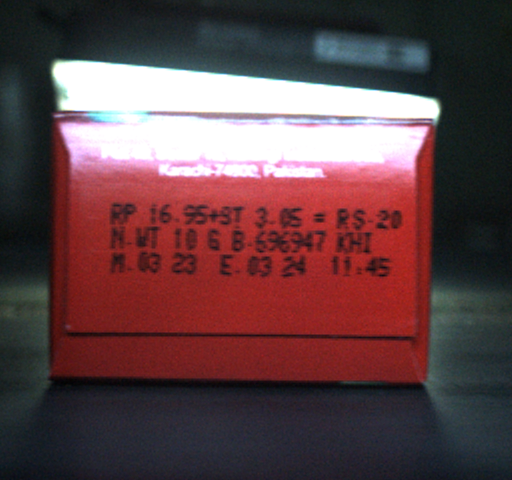 Karachi-74900, Pakistan.
RP 16.95+ST 3.05 = RS-20
N.WT 10 G B-696947 KHI
M.03 23 E.03 24 11:45